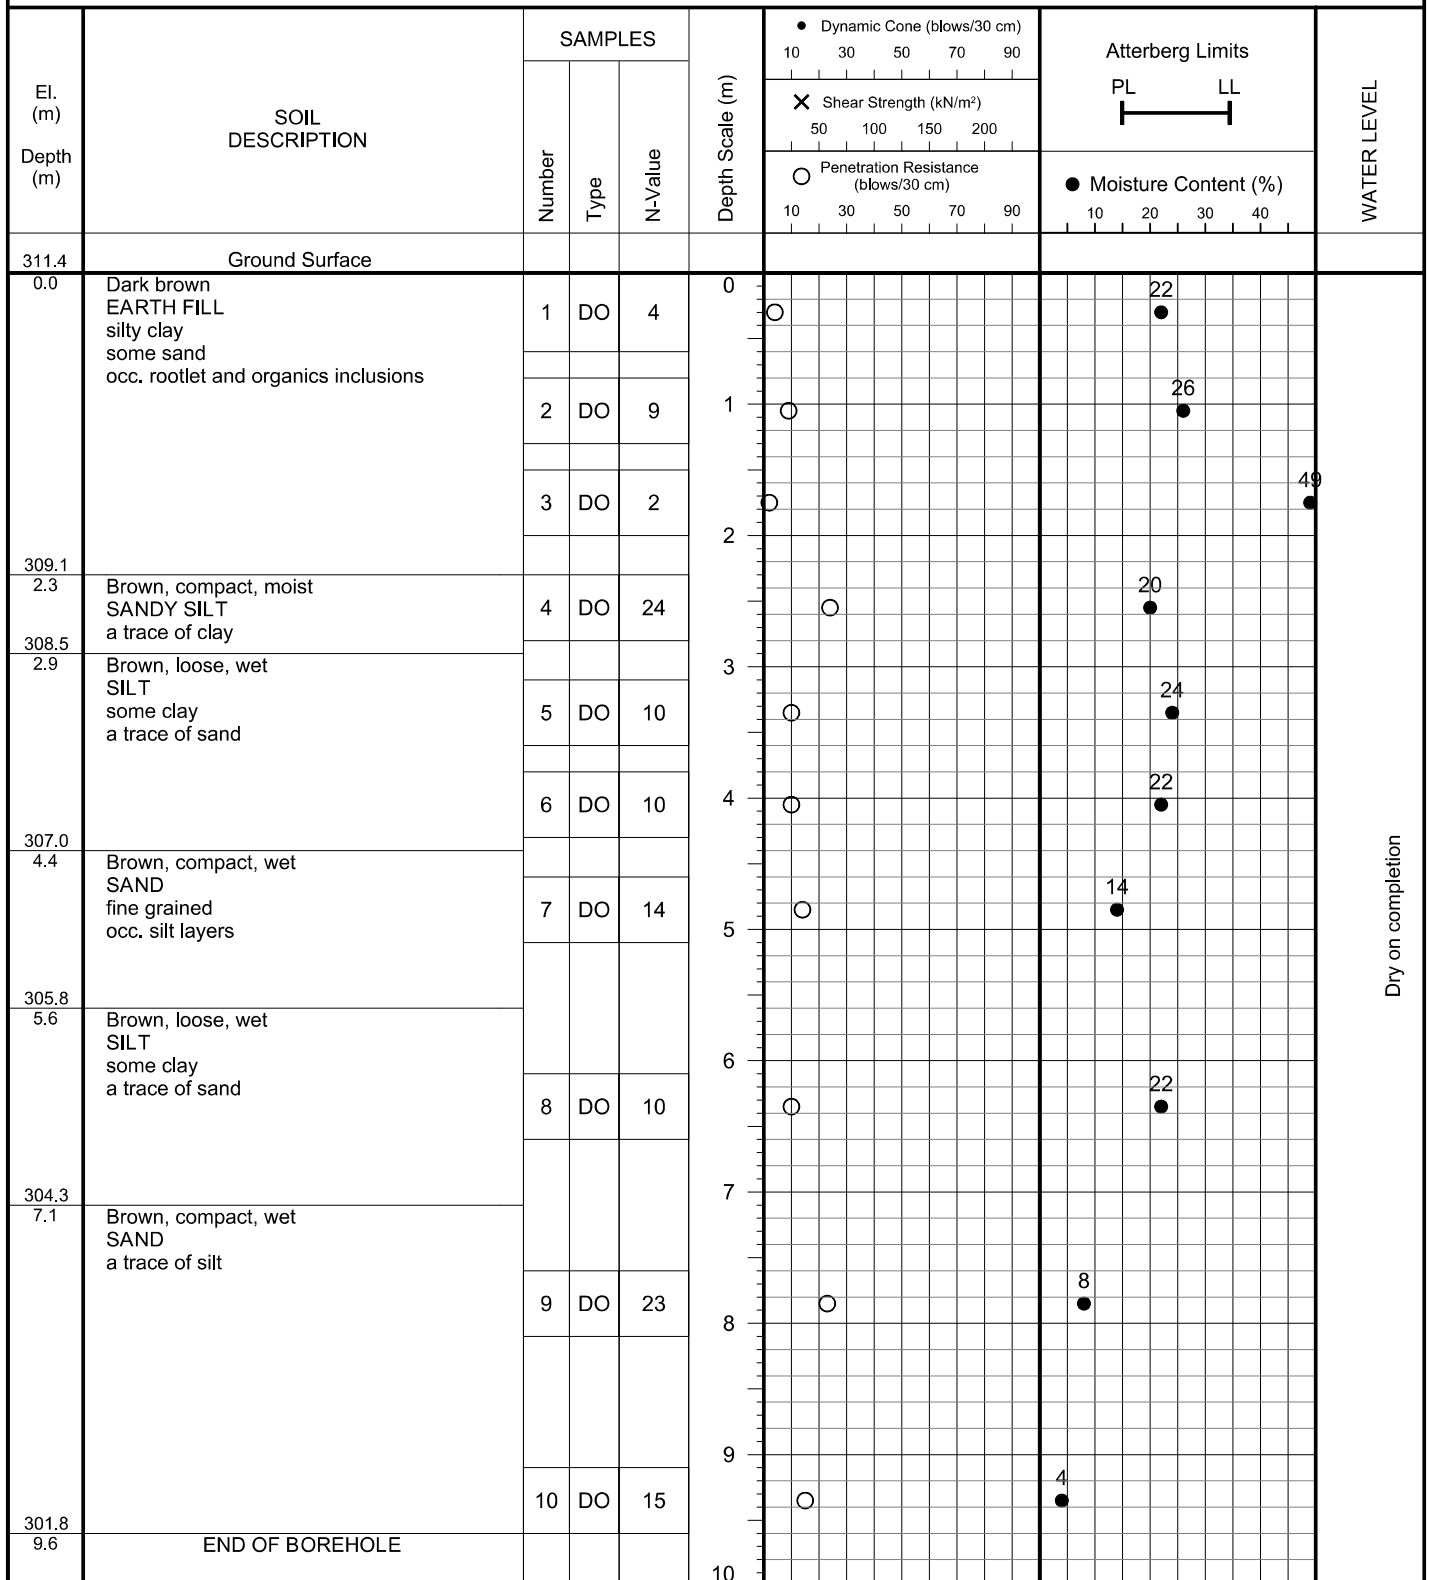 El.
(m)
Depth
(m)
SOIL
DESCRIPTION
SAMPLES
Number
Type
N-Value
Depth Scale (m)
Dynamic Cone (blows/30 cm)
10 30 50 70 90
Shear Strength (kN/m²)
50 100 150 200
Penetration Resistance
(blows/30 cm)
10 30 50 70 90
Atterberg Limits
PL LL
Moisture Content (%)
10 20 30 40
WATER LEVEL
311.4 Ground Surface
0.0 Dark brown
EARTH FILL
silty clay
some sand
occ. rootlet and organics inclusions
1 DO 4
0
22
2 DO 9
1
26
3 DO 2
49
2
309.1
2.3 Brown, compact, moist
SANDY SILT
a trace of clay
4 DO 24
20
308.5
2.9 Brown, loose, wet
SILT
some clay
a trace of sand
3
5 DO 10
24
6 DO 10
4
22
307.0
4.4 Brown, compact, wet
SAND
fine grained
occ. silt layers
7 DO 14
14
5
Dry on completion
305.8
5.6 Brown, loose, wet
SILT
some clay
a trace of sand
6
8 DO 10
22
304.3
7
7.1 Brown, compact, wet
SAND
a trace of silt
9 DO 23
8
8
9
10 DO 15
4
301.8
9.6 END OF BOREHOLE
10